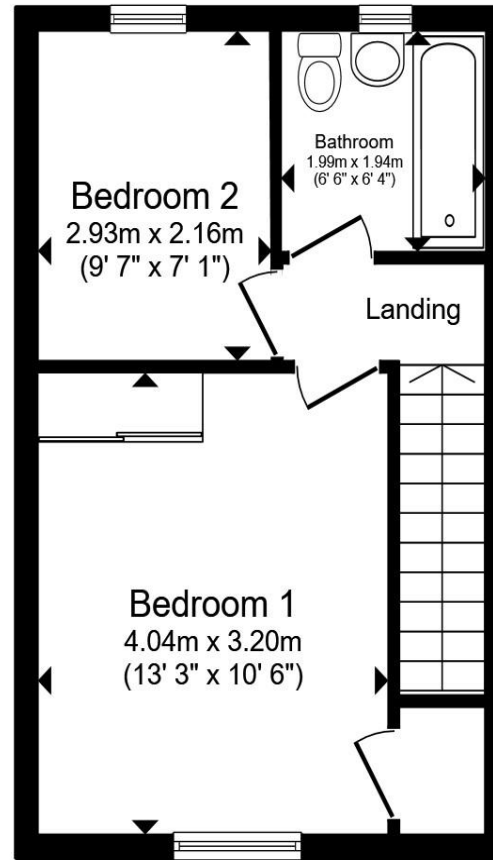 Bathroom
1.99m x 1.94m
(6' 6" x 6' 4")
Bedroom 2
2.93m x 2.16m
(9' 7" x 7' 1")
Landing
Bedroom 1
4.04m x 3.20m
(13' 3" x 10' 6")